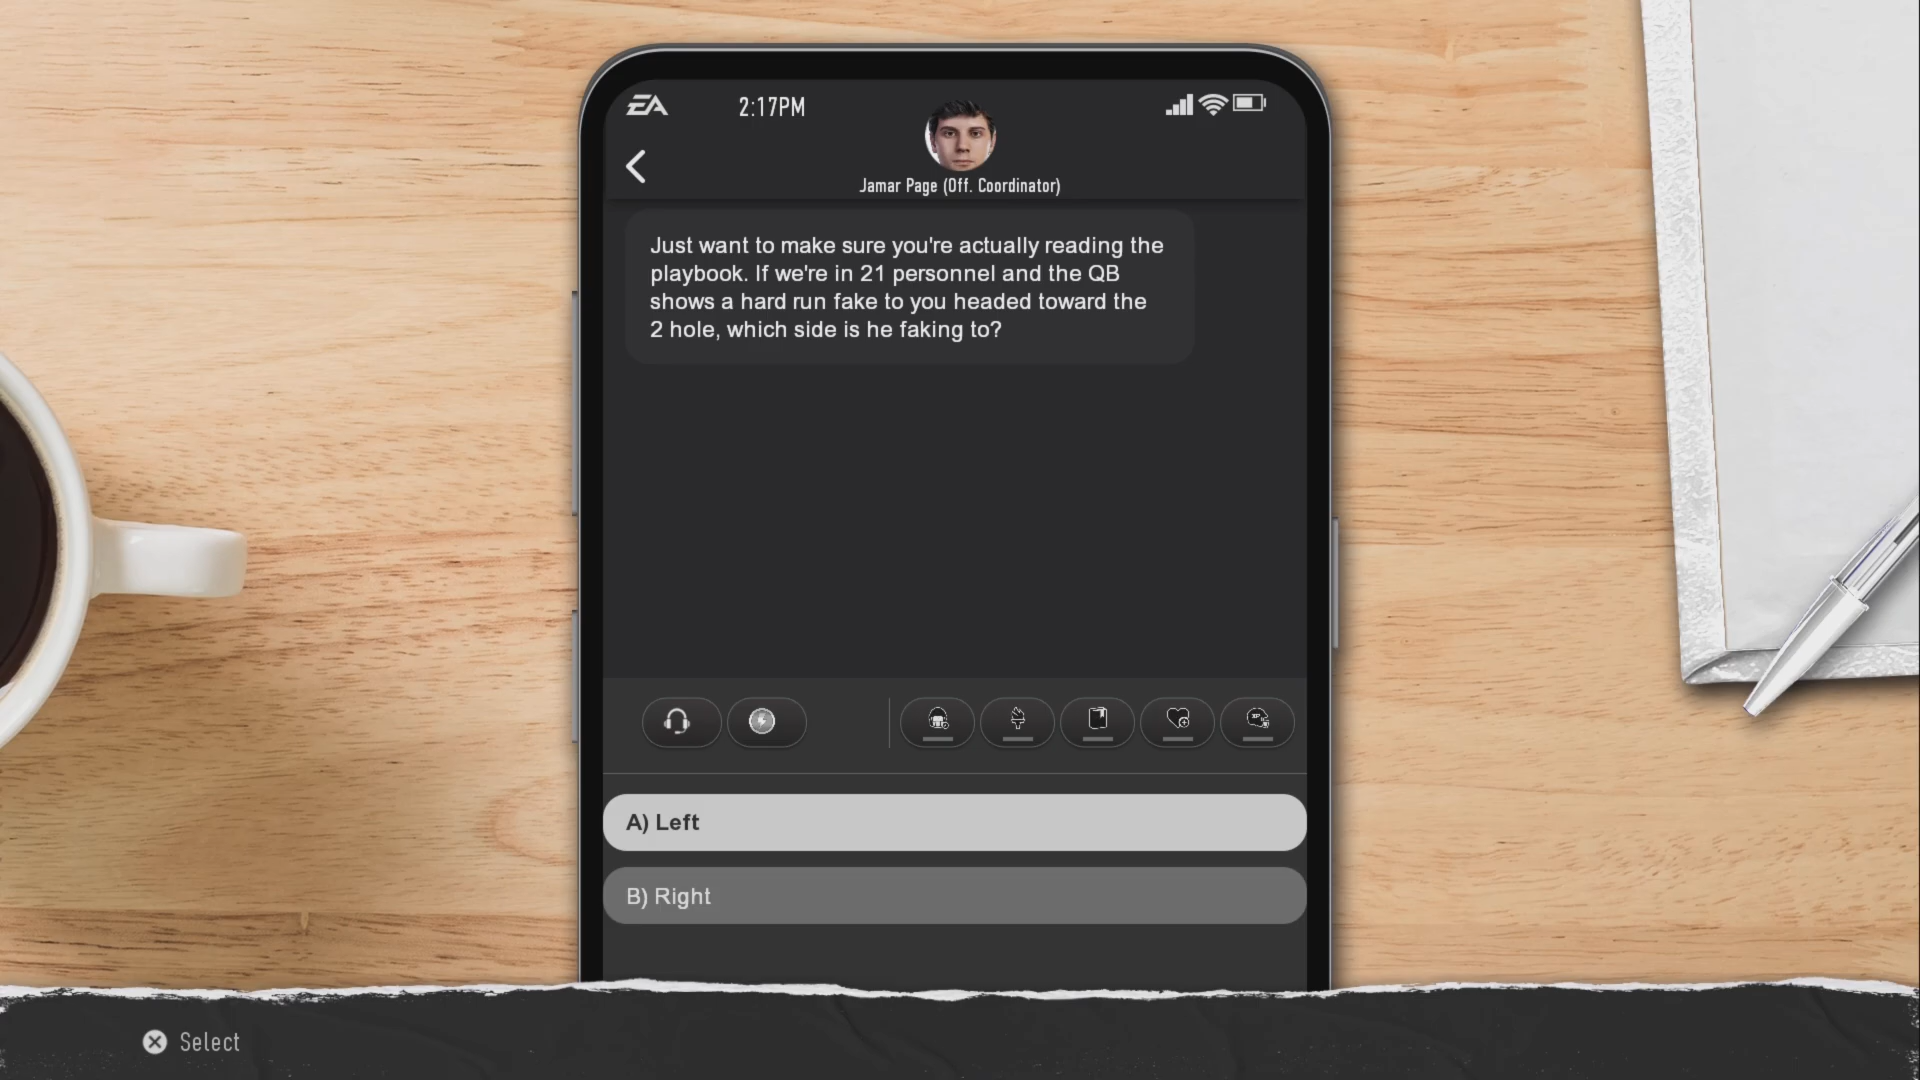 EA
2:17PM
Jamar Page (Off. Coordinator)
Just want to make sure you're actually reading the
playbook. If we're in 21 personnel and the QB
shows a hard run fake to you headed toward the
2 hole, which side is he faking to?
A) Left
B) Right
Select